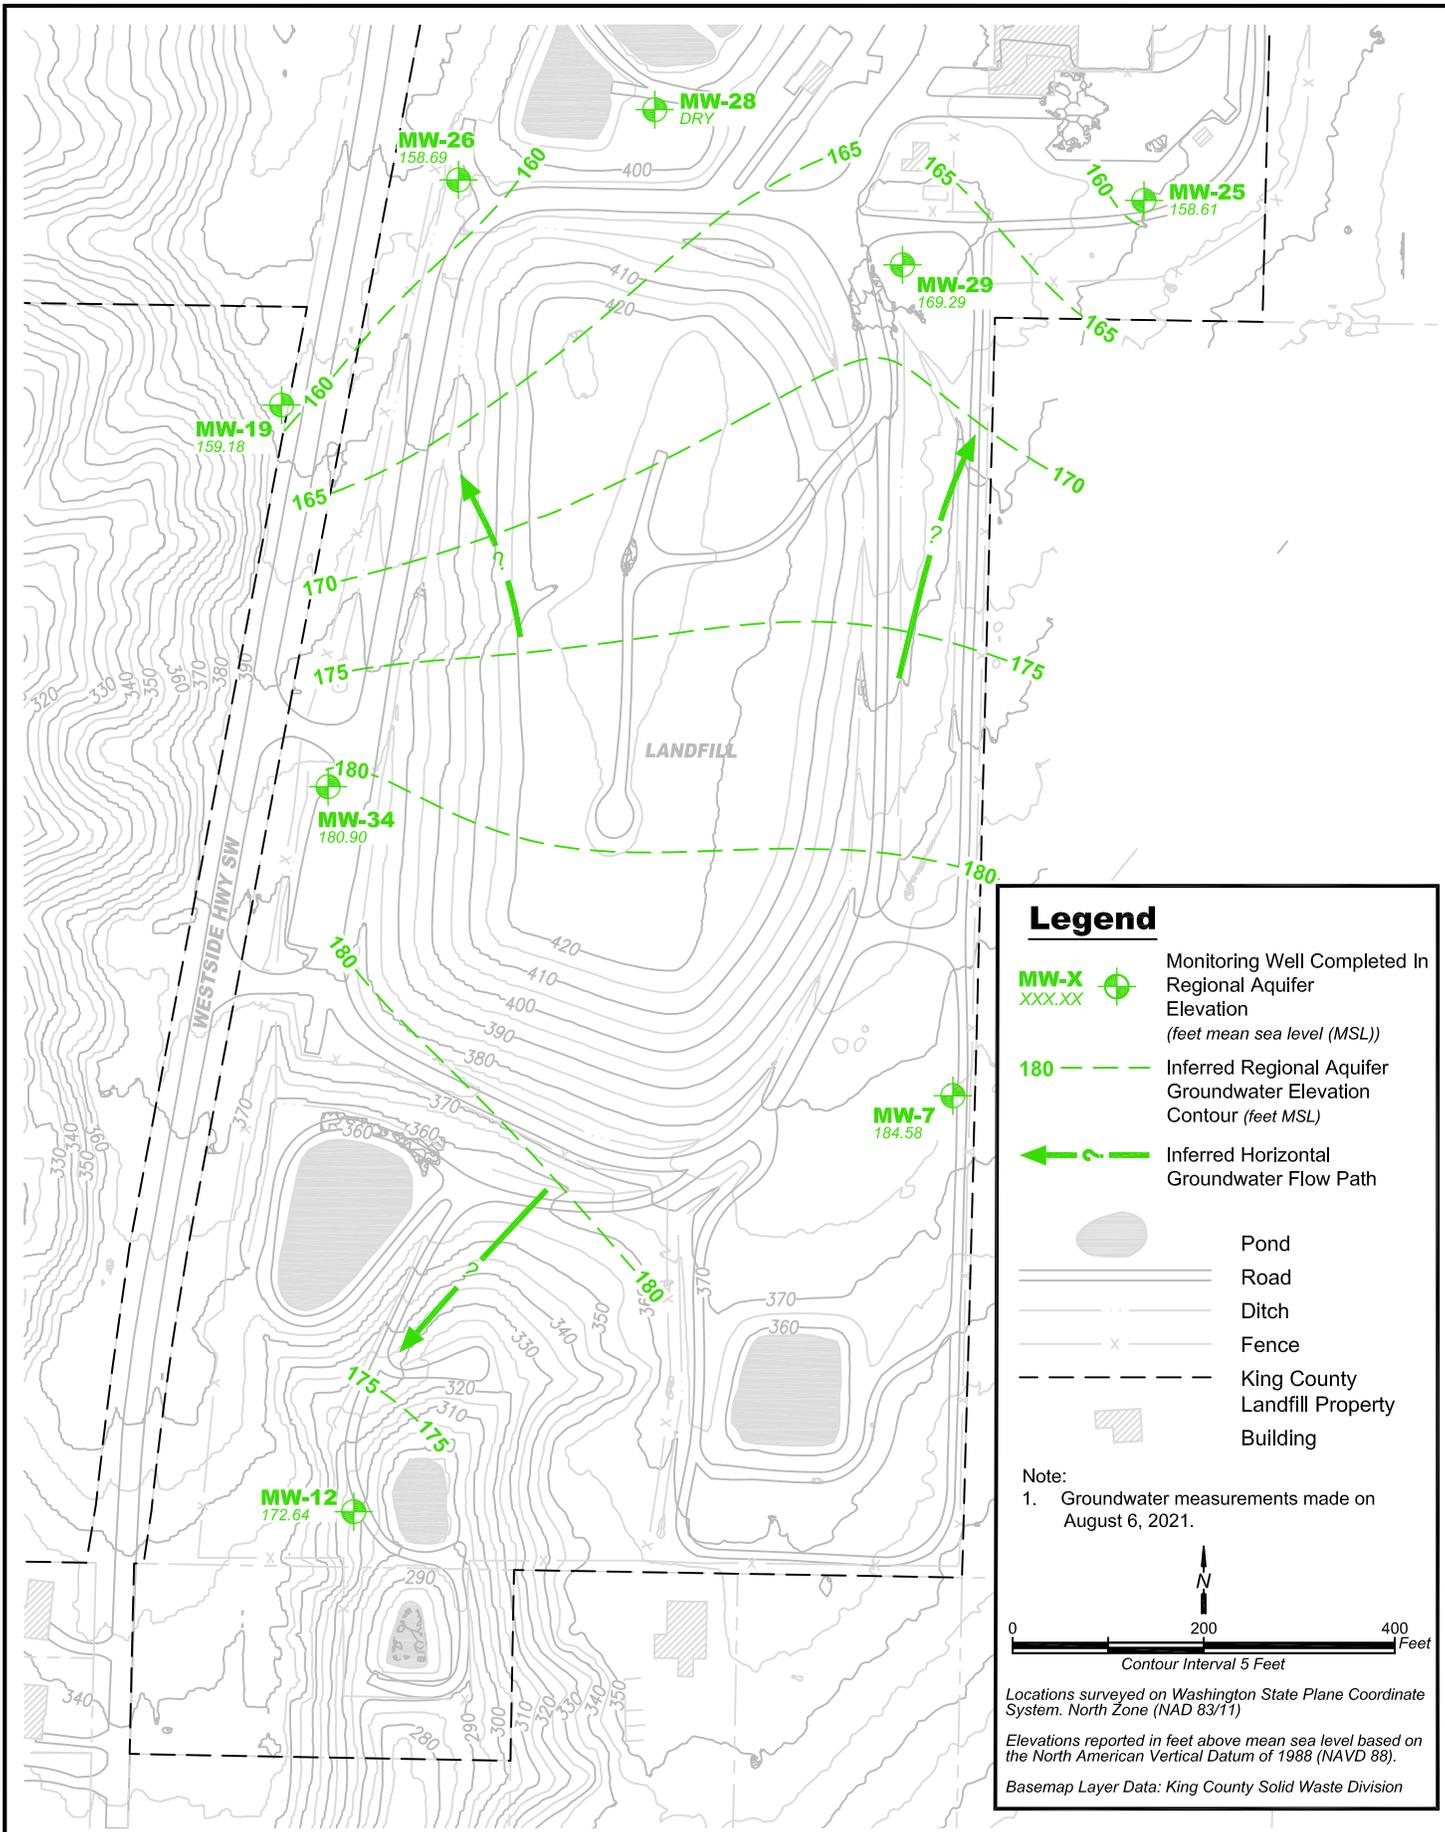 MW-28
DRY
MW-26
158.69
160
165
165
160
MW-25
158.61
400
MW-29
169.29
410
420
165
160
MW-19
159.18
165
170
170
175
175
320
330
340
350
360
370
380
390
LANDFILL
180
MW-34
180.90
180
WESTSIDE HWY SW
180
420
410
400
390
380
370
370
360
360
330
340
350
360
MW-7
184.58
?
?
?
180
350
340
330
370
370
360
320
310
175
175
MW-12
172.64
290
340
280
290
300
310
320
330
340
350
Legend
MW-X
XXX.XX
Monitoring Well Completed In
Regional Aquifer
Elevation
(feet mean sea level (MSL))
180
Inferred Regional Aquifer
Groundwater Elevation
Contour (feet MSL)
?
Inferred Horizontal
Groundwater Flow Path
Pond
Road
Ditch
Fence
King County
Landfill Property
Building
Note:
1. Groundwater measurements made on
August 6, 2021.
N
0 200 400
Feet
Contour Interval 5 Feet
Locations surveyed on Washington State Plane Coordinate
System. North Zone (NAD 83/11)
Elevations reported in feet above mean sea level based on
the North American Vertical Datum of 1988 (NAVD 88).
Basemap Layer Data: King County Solid Waste Division